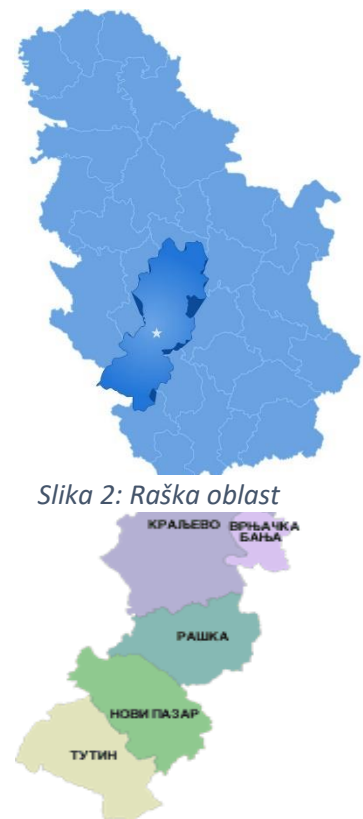 Slika 2: Raška oblast
КРАЉЕВО
ВРЊАЧКА
БАЊА
РАШКА
НОВИ ПАЗАР
ТУТИН